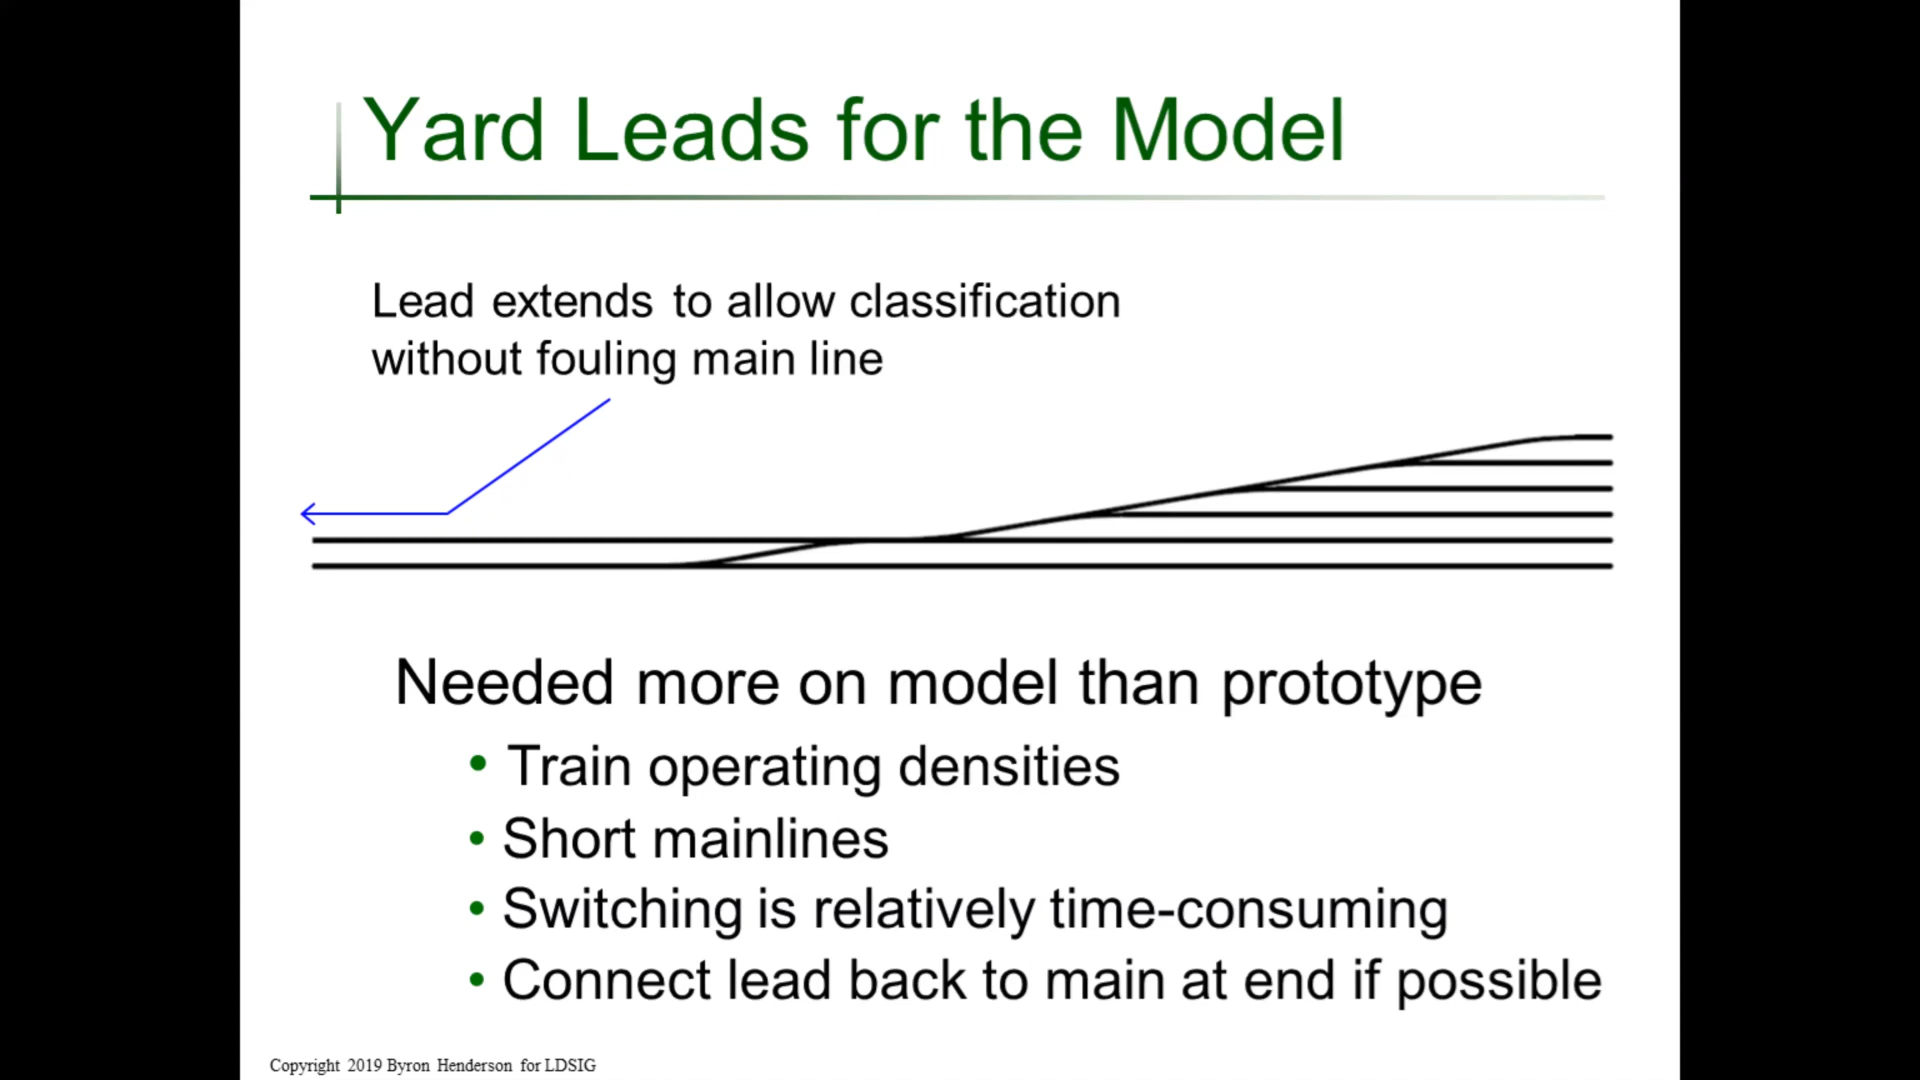 Yard Leads for the Model
Lead extends to allow classification
without fouling main line
Needed more on model than prototype
• Train operating densities
• Short mainlines
• Switching is relatively time-consuming
• Connect lead back to main at end if possible
Copyright 2019 Byron Henderson for LDSIG